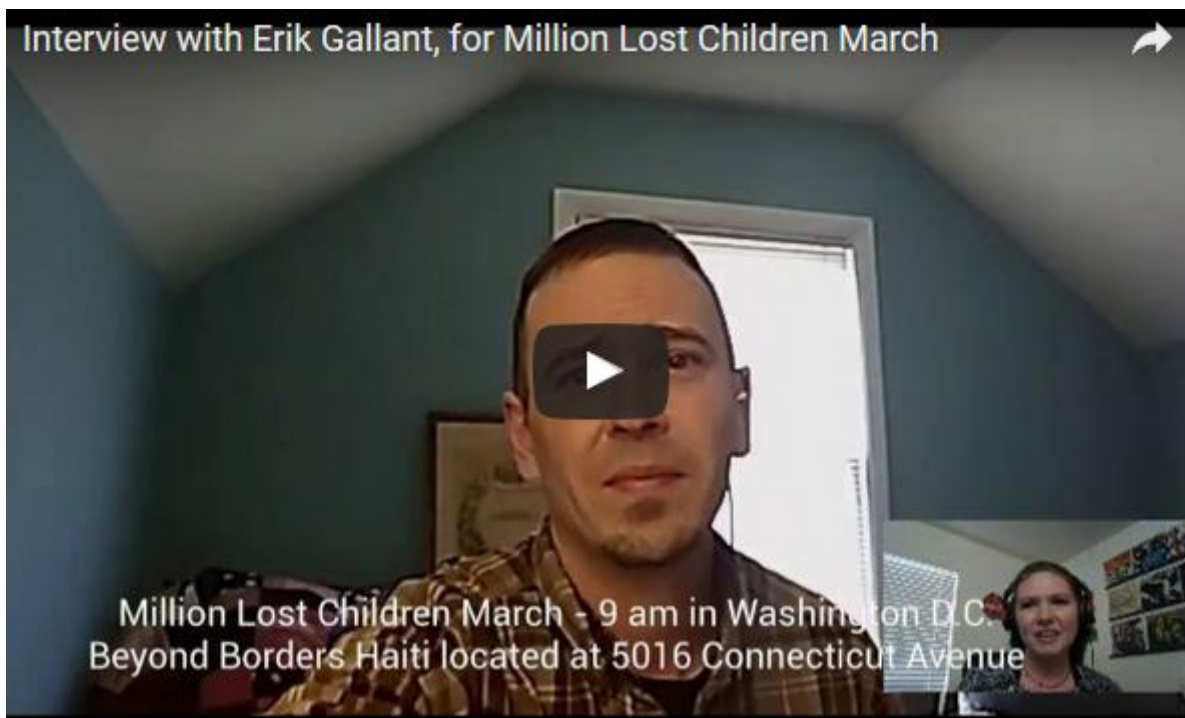 Interview with Erik Gallant, for Million Lost Children March
Million Lost Children March - 9 am in Washington D.C.
Beyond Borders Haiti located at 5016 Connecticut Avenue